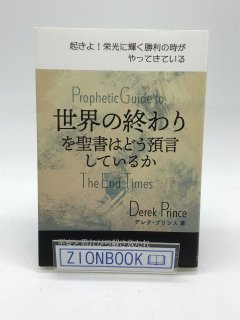 起きよ！栄光に輝く勝利の時が
やってきている
Prophetic Guide to
世界の終わり
を聖書はどう預言
しているか
The End Times
Derek Prince
デレク・プリンス 著
ZIONBOOK